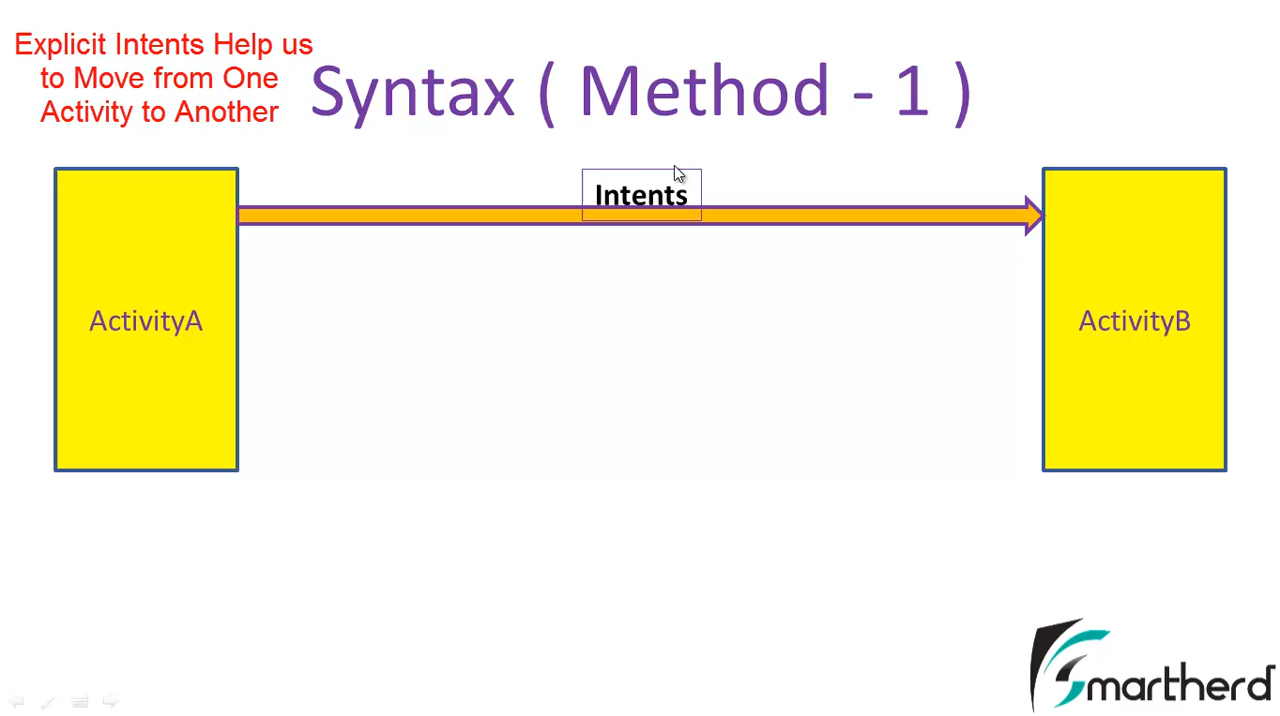 Explicit Intents Help us
to Move from One
Activity to Another
Syntax ( Method - 1 )
Intents
ActivityA
ActivityB
Smartherd